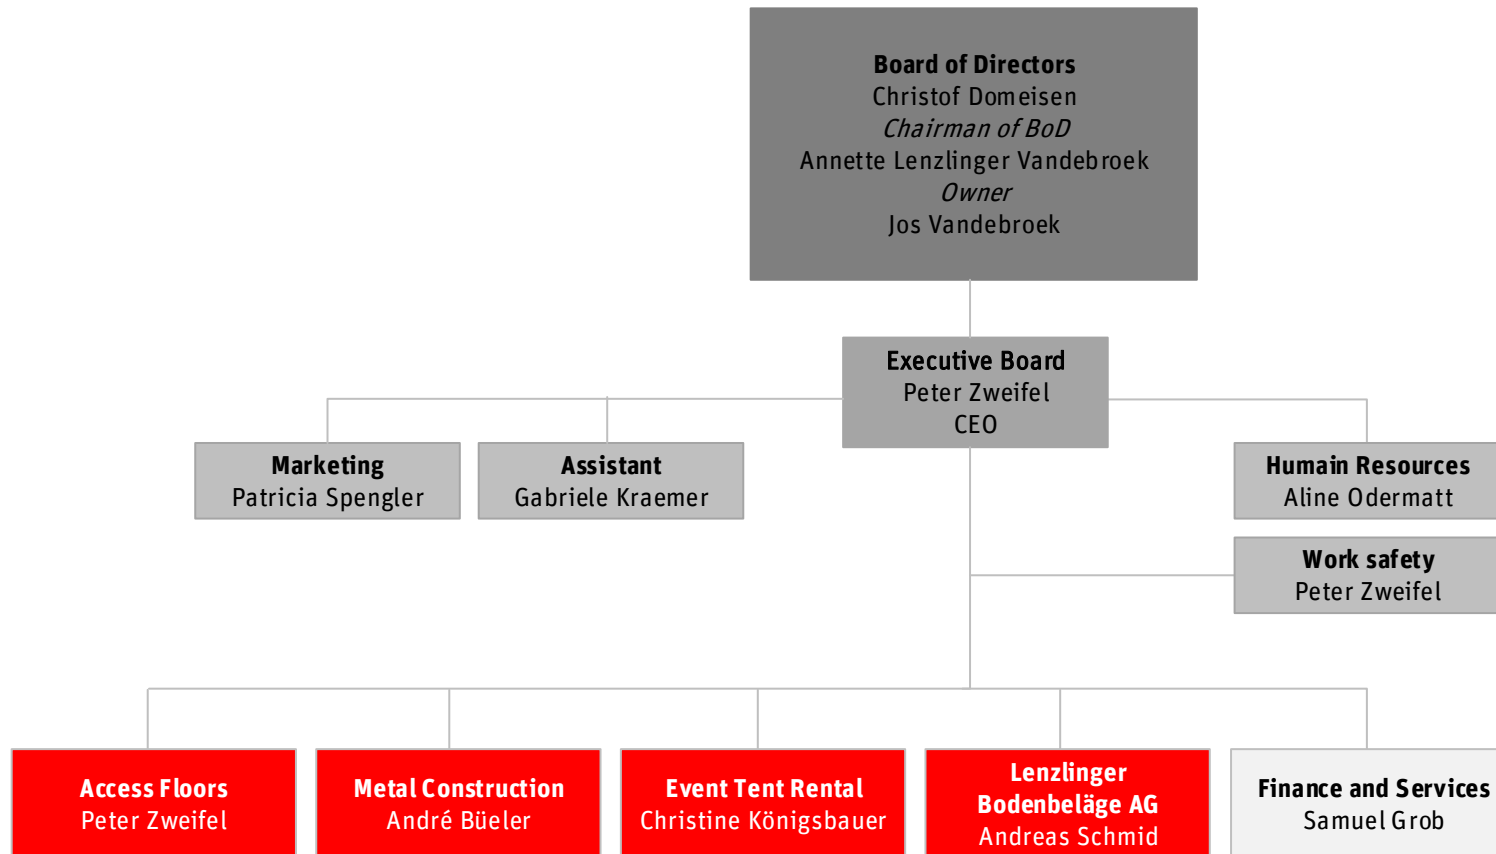 Board of Directors
Christof Domeisen
Chairman of BoD
Annette Lenzlinger Vandebroek
Owner
Jos Vandebroek
Executive Board
Peter Zweifel
CEO
Marketing
Patricia Spengler
Assistant
Gabriele Kraemer
Humain Resources
Aline Odermatt
Work safety
Peter Zweifel
Access Floors
Peter Zweifel
Metal Construction
André Büeler
Event Tent Rental
Christine Königsbauer
Lenzlinger
Bodenbeläge AG
Andreas Schmid
Finance and Services
Samuel Grob